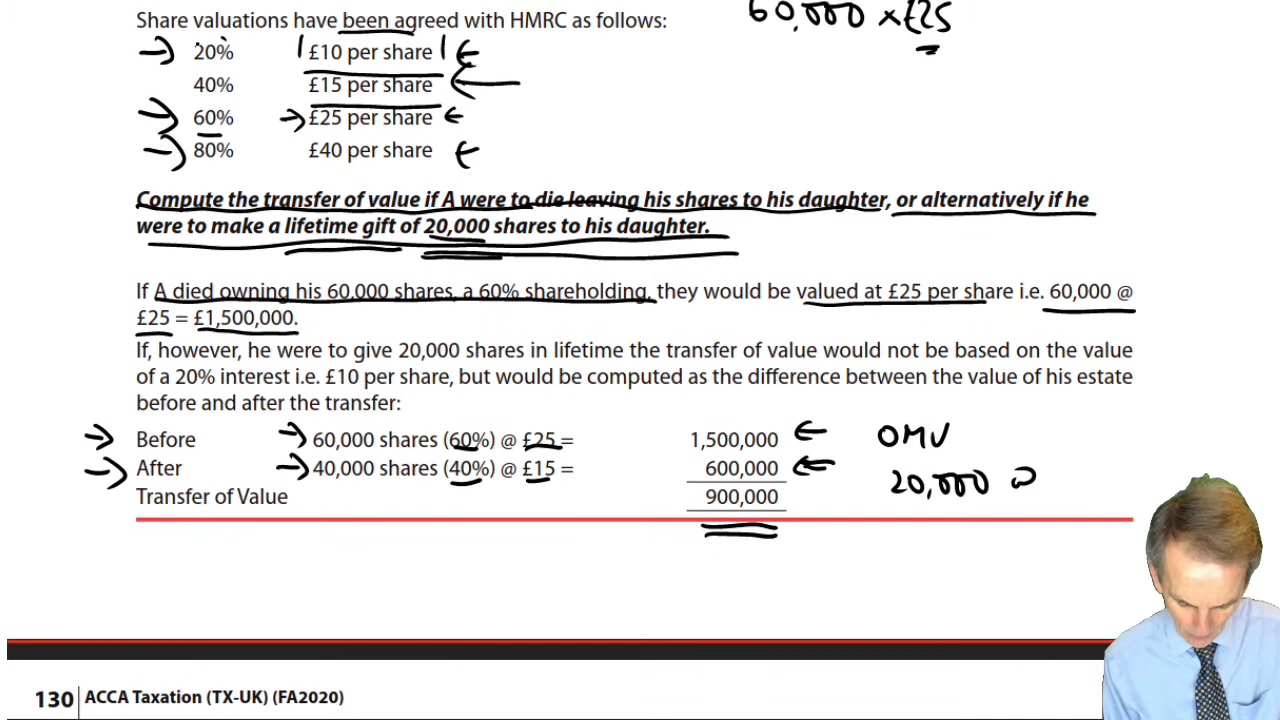 Share valuations have been agreed with HMRC as follows:
60,000 × £25
20% £10 per share
40% £15 per share
60% £25 per share
80% £40 per share
Compute the transfer of value if A were to die leaving his shares to his daughter, or alternatively if he
were to make a lifetime gift of 20,000 shares to his daughter.
If A died owning his 60,000 shares, a 60% shareholding, they would be valued at £25 per share i.e. 60,000 @
£25 = £1,500,000.
If, however, he were to give 20,000 shares in lifetime the transfer of value would not be based on the value
of a 20% interest i.e. £10 per share, but would be computed as the difference between the value of his estate
before and after the transfer:
Before 60,000 shares (60%) @ £25 = 1,500,000 OMV
After 40,000 shares (40%) @ £15 = 600,000 20,000
Transfer of Value 900,000
130 ACCA Taxation (TX-UK) (FA2020)